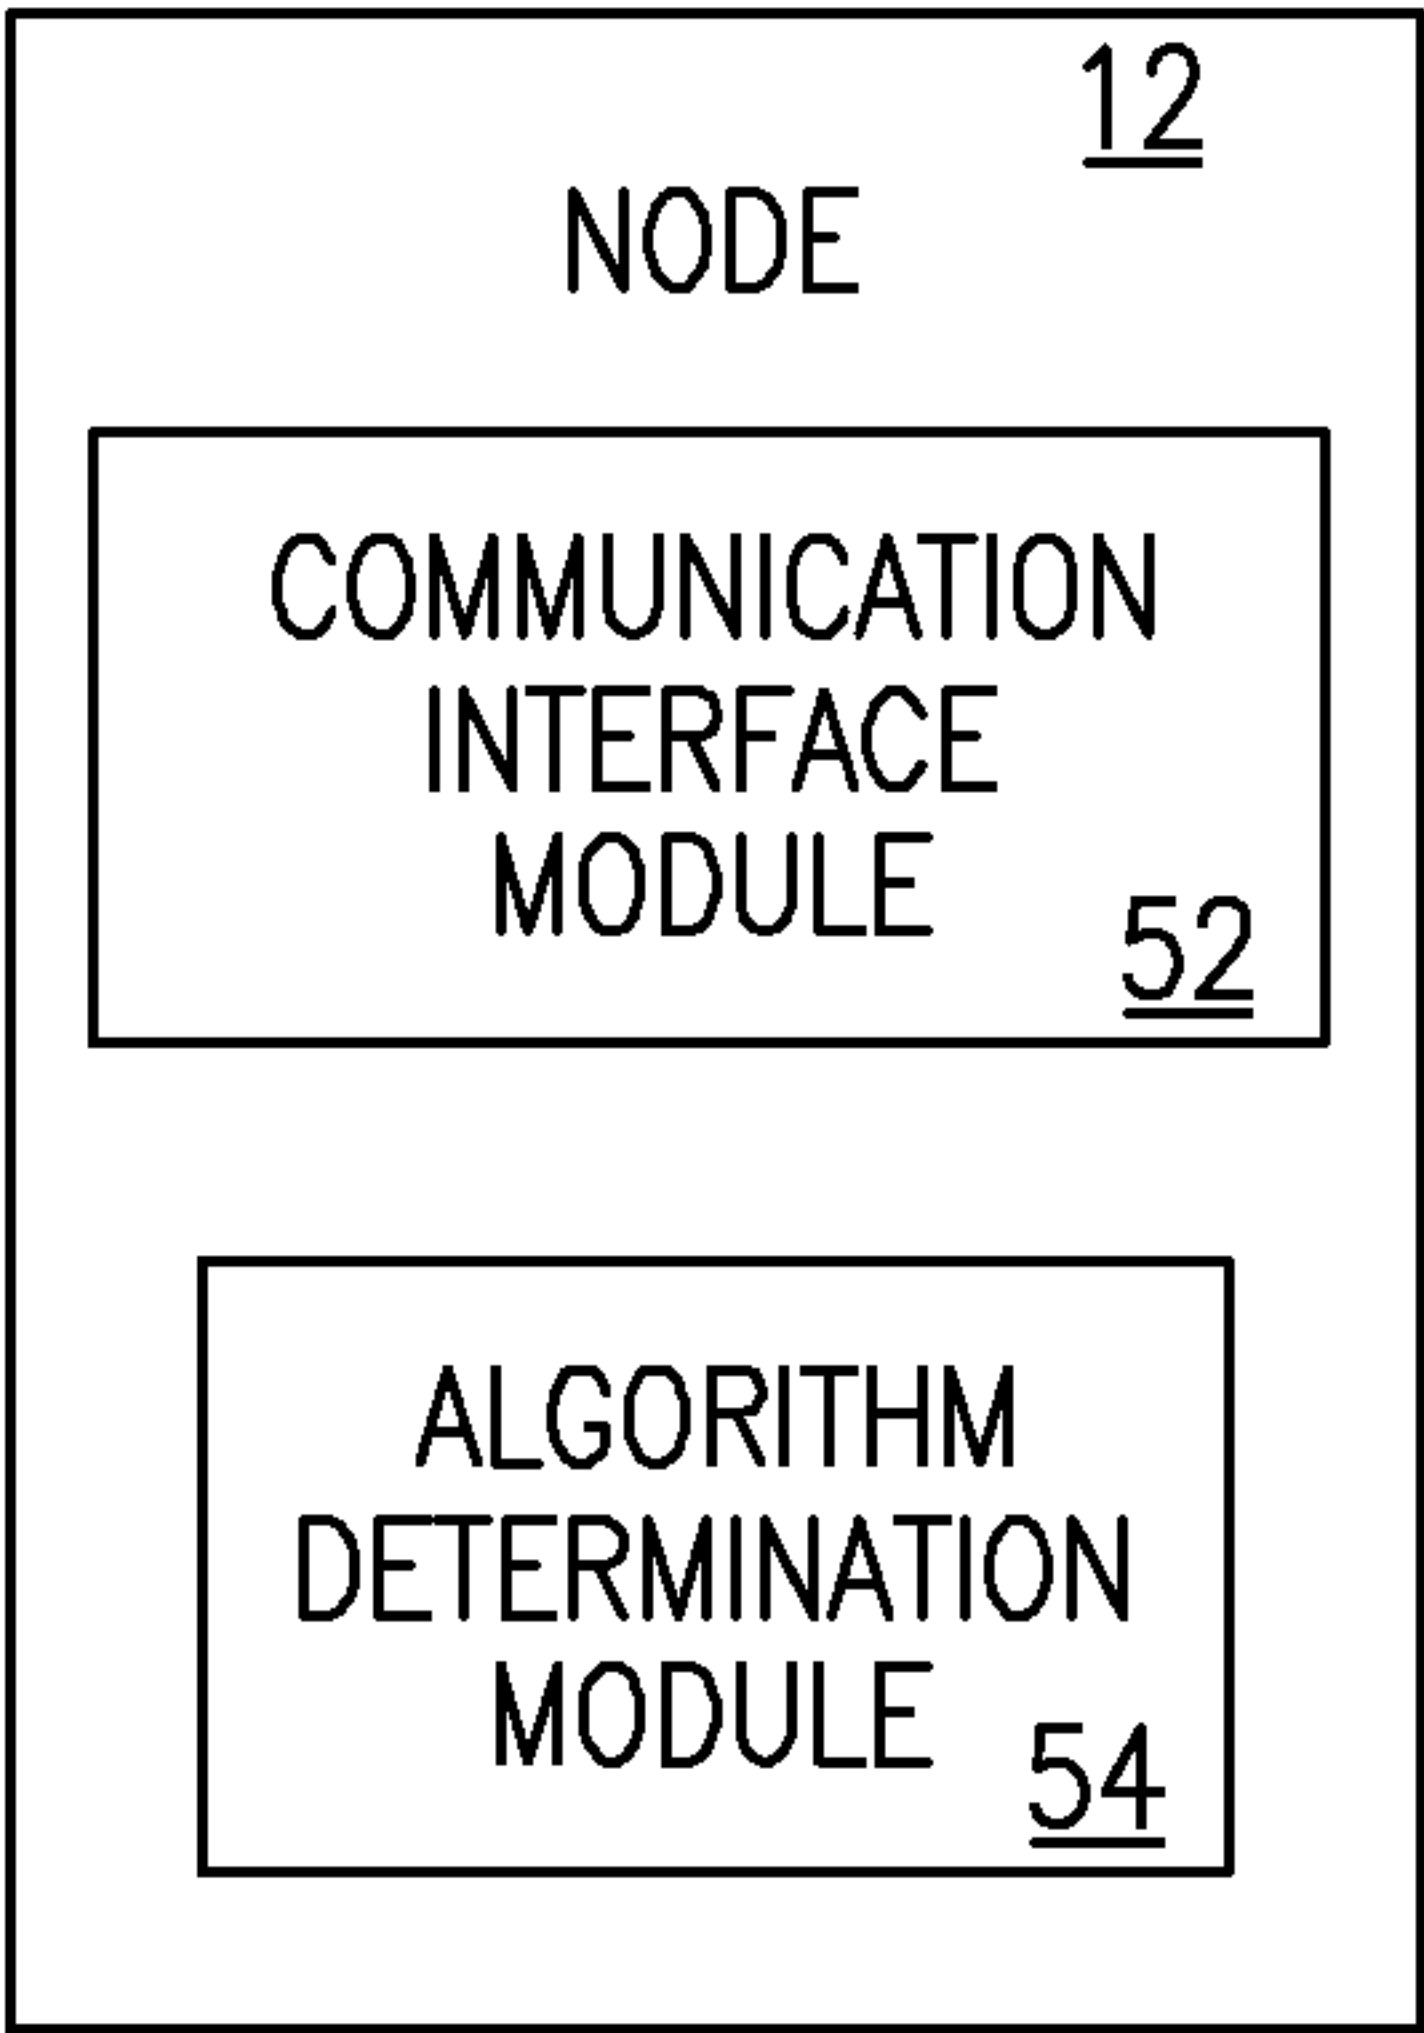 12
NODE
COMMUNICATION
INTERFACE
MODULE
52
ALGORITHM
DETERMINATION
MODULE
54